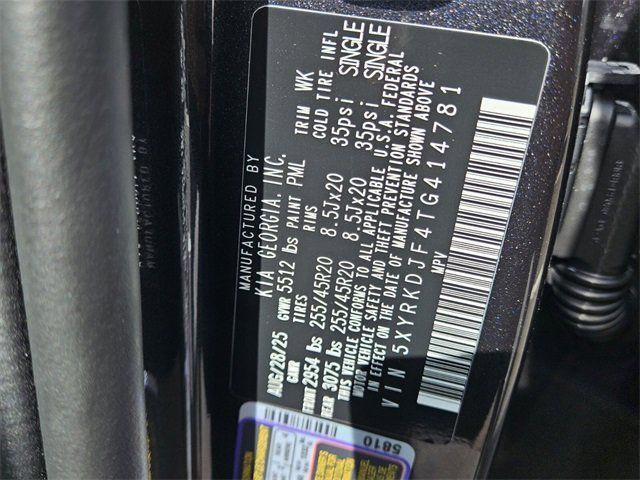 MANUFACTURED BY
KIA GEORGIA, INC.
AUG/28/25 GVWR 5512 lbs PAINT PML TRIM WK
GAWR TIRES RIMS COLD TIRE INFL
FRONT 2954 lbs 255/45R20 8.5Jx20 35psi SINGLE
REAR 3075 lbs 255/45R20 8.5Jx20 35psi SINGLE
THIS VEHICLE CONFORMS TO ALL APPLICABLE U.S.A. FEDERAL
MOTOR VEHICLE SAFETY AND THEFT PREVENTION STANDARDS
IN EFFECT ON THE DATE OF MANUFACTURE SHOWN ABOVE
VIN 5XYRKDJF4TG414781
MPV
5810